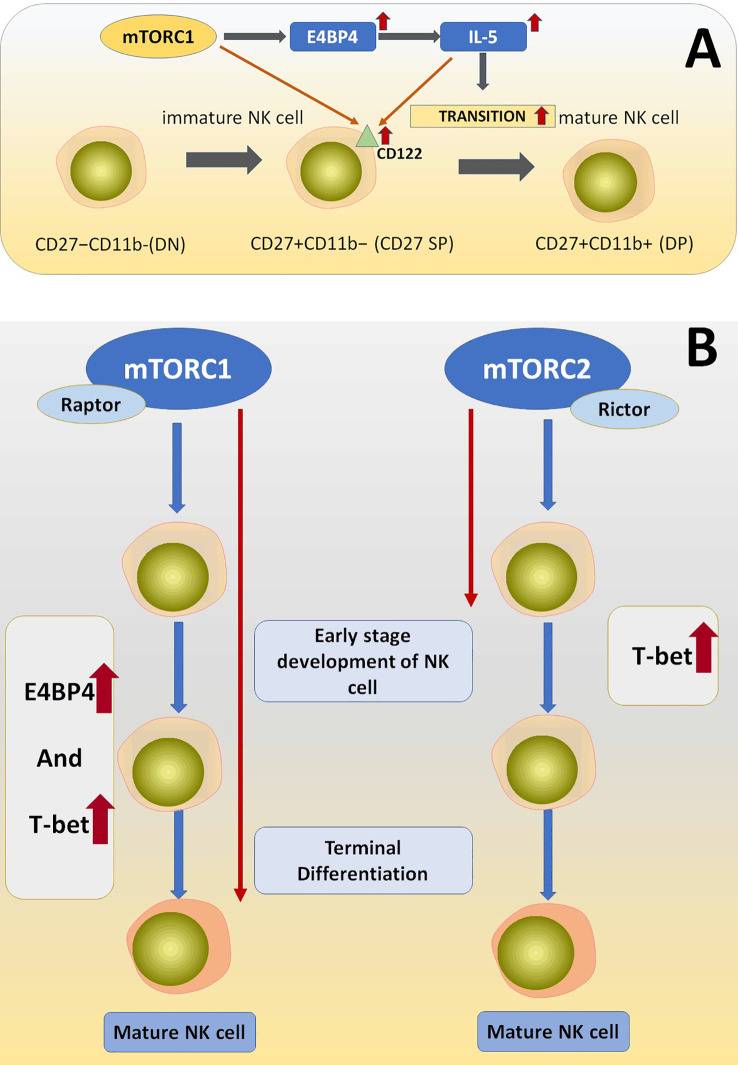 A
mTORC1
E4BP4
IL-5
TRANSITION
immature NK cell
mature NK cell
CD122
CD27−CD11b-(DN)
CD27+CD11b− (CD27 SP)
CD27+CD11b+ (DP)
B
mTORC1
Raptor
mTORC2
Rictor
Early stage
development of NK
cell
T-bet
E4BP4
And
T-bet
Terminal
Differentiation
Mature NK cell
Mature NK cell